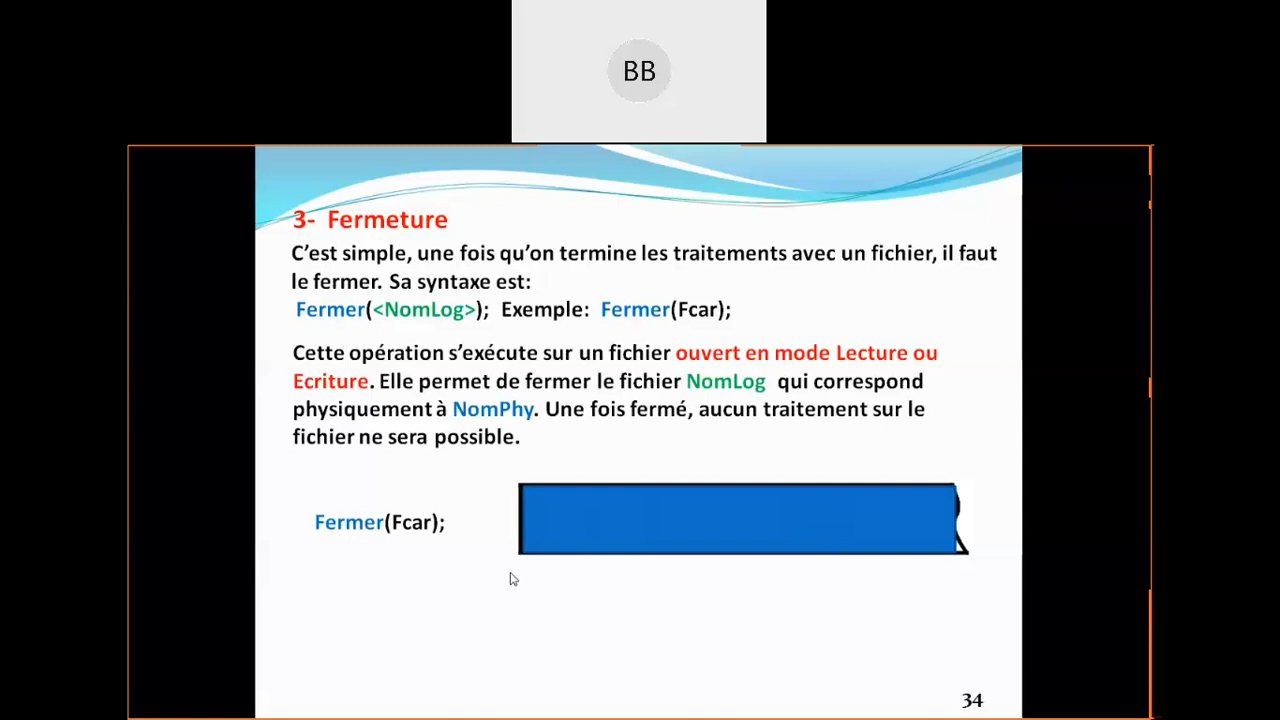 BB
3- Fermeture
C’est simple, une fois qu’on termine les traitements avec un fichier, il faut
le fermer. Sa syntaxe est:
Fermer(<NomLog>); Exemple: Fermer(Fcar);
Cette opération s’exécute sur un fichier ouvert en mode Lecture ou
Ecriture. Elle permet de fermer le fichier NomLog qui correspond
physiquement à NomPhy. Une fois fermé, aucun traitement sur le
fichier ne sera possible.
Fermer(Fcar);
34